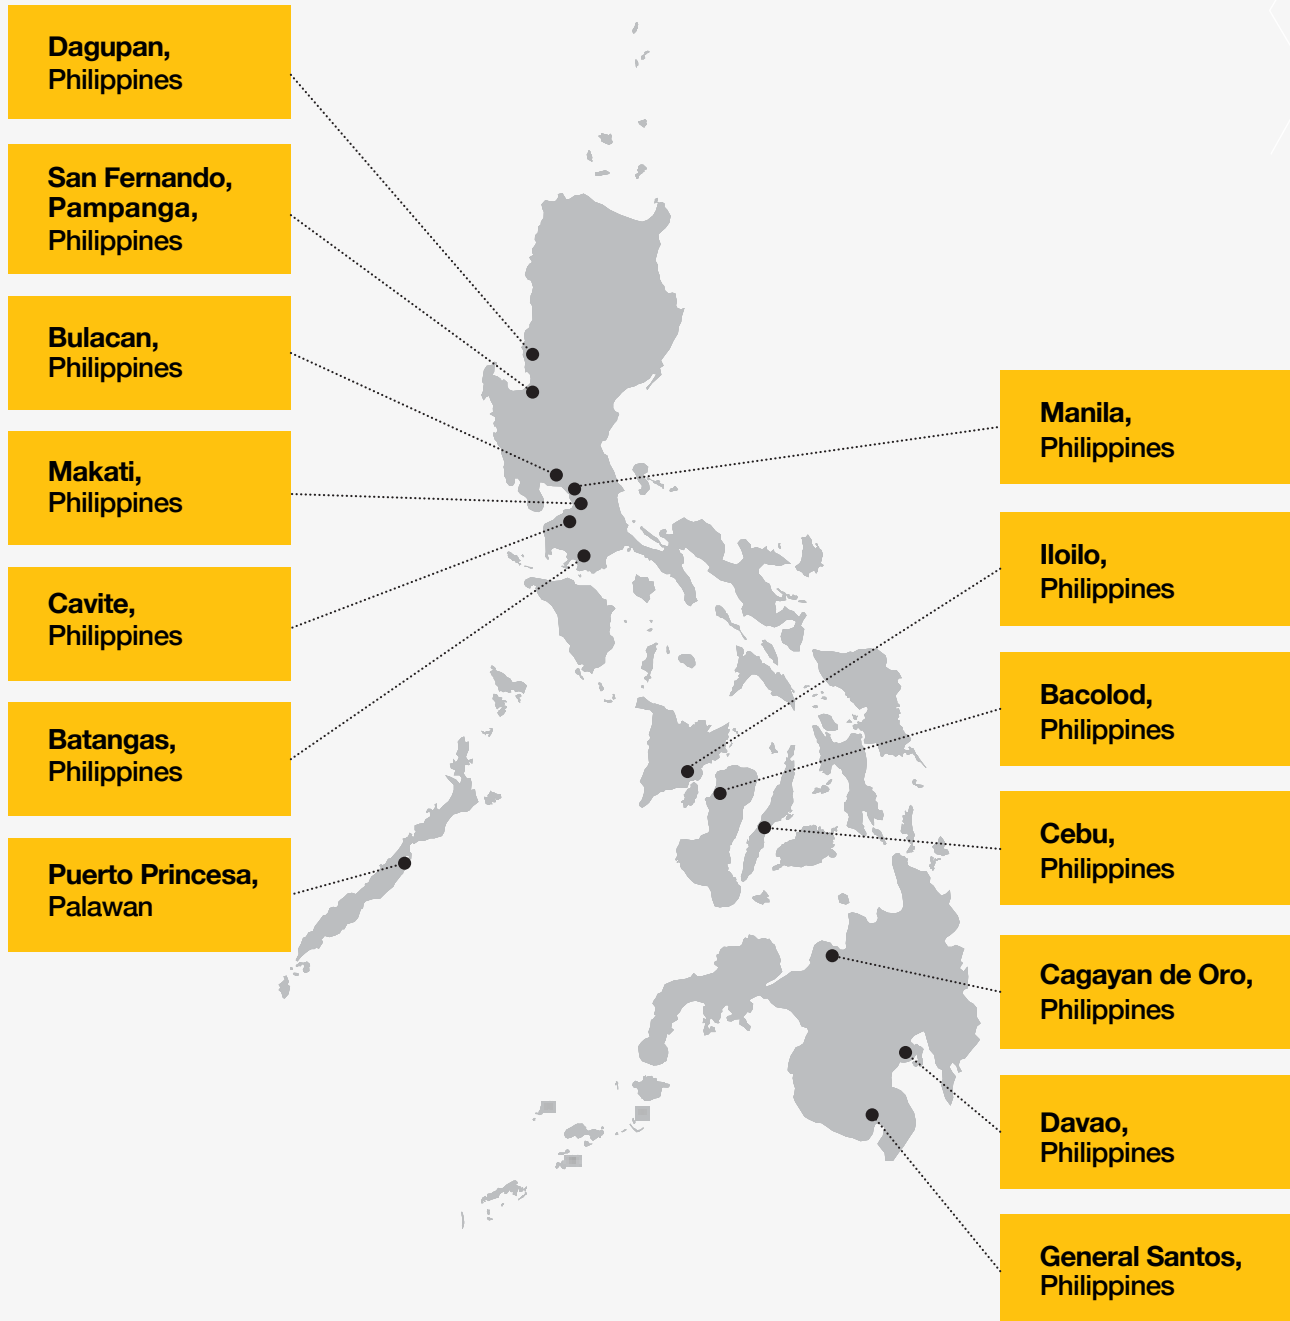 Dagupan,
Philippines
San Fernando,
Pampanga,
Philippines
Bulacan,
Philippines
Makati,
Philippines
Cavite,
Philippines
Batangas,
Philippines
Puerto Princesa,
Palawan
Manila,
Philippines
Iloilo,
Philippines
Bacolod,
Philippines
Cebu,
Philippines
Cagayan de Oro,
Philippines
Davao,
Philippines
General Santos,
Philippines